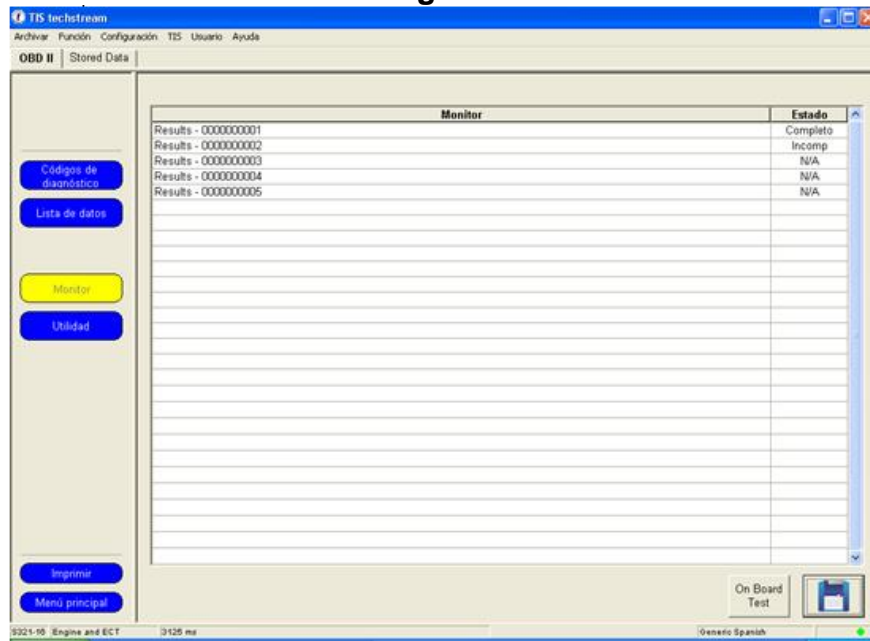 TIS techstream
Archivar Función Configuración TIS Usuario Ayuda
OBD II Stored Data
Monitor Estado
Results - 0000000001 Completo
Results - 0000000002 Incomp
Results - 0000000003 N/A
Results - 0000000004 N/A
Results - 0000000005 N/A
Códigos de
diagnóstico
Lista de datos
Monitor
Utilidad
Imprimir
Menú principal
On Board
Test
S321-16 Engine and ECT 3125 ms Generic Spanish